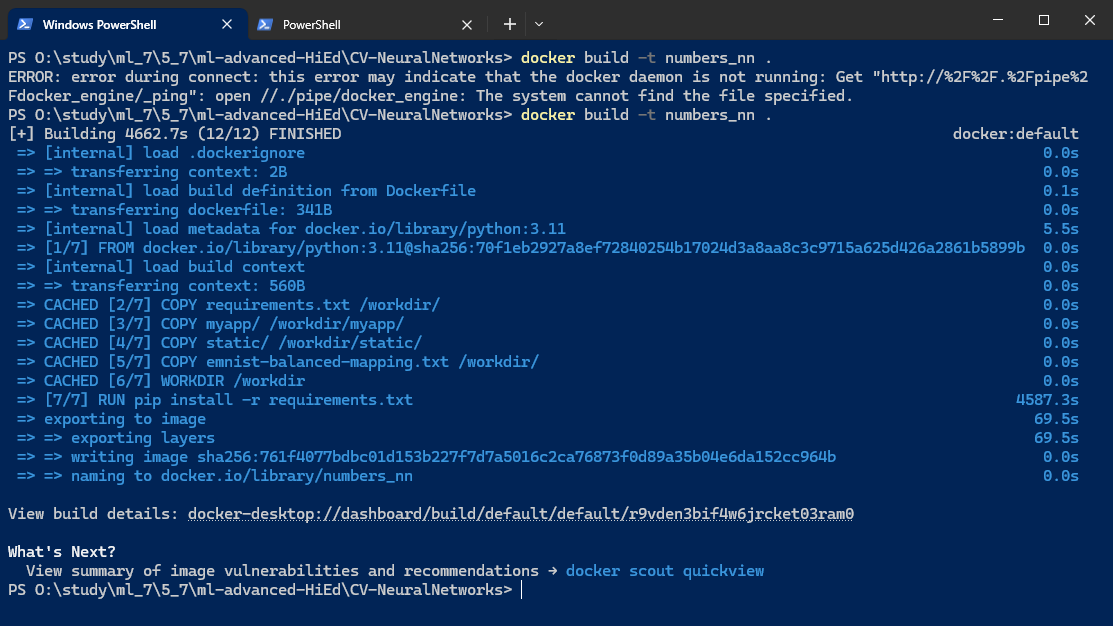 Windows PowerShell
PowerShell
PS O:\study\ml_7\5_7\ml-advanced-HiEd\CV-NeuralNetworks> docker build -t numbers_nn .
ERROR: error during connect: this error may indicate that the docker daemon is not running: Get "http://%2F%2F.%2Fpipe%2
Fdocker_engine/_ping": open //./pipe/docker_engine: The system cannot find the file specified.
PS O:\study\ml_7\5_7\ml-advanced-HiEd\CV-NeuralNetworks> docker build -t numbers_nn .
[+] Building 4662.7s (12/12) FINISHED docker:default
=> [internal] load .dockerignore 0.0s
=> => transferring context: 2B 0.0s
=> [internal] load build definition from Dockerfile 0.1s
=> => transferring dockerfile: 341B 0.0s
=> [internal] load metadata for docker.io/library/python:3.11 5.5s
=> [1/7] FROM docker.io/library/python:3.11@sha256:70f1eb2927a8ef72840254b17024d3a8aa8c3c9715a625d426a2861b5899b 0.0s
=> [internal] load build context 0.0s
=> => transferring context: 560B 0.0s
=> CACHED [2/7] COPY requirements.txt /workdir/ 0.0s
=> CACHED [3/7] COPY myapp/ /workdir/myapp/ 0.0s
=> CACHED [4/7] COPY static/ /workdir/static/ 0.0s
=> CACHED [5/7] COPY emnist-balanced-mapping.txt /workdir/ 0.0s
=> CACHED [6/7] WORKDIR /workdir 0.0s
=> [7/7] RUN pip install -r requirements.txt 4587.3s
=> exporting to image 69.5s
=> => exporting layers 69.5s
=> => writing image sha256:761f4077bdbc01d153b227f7d7a5016c2ca76873f0d89a35b04e6da152cc964b 0.0s
=> => naming to docker.io/library/numbers_nn 0.0s
View build details: docker-desktop://dashboard/build/default/default/r9vden3bif4w6jrcket03ram0
What's Next?
View summary of image vulnerabilities and recommendations → docker scout quickview
PS O:\study\ml_7\5_7\ml-advanced-HiEd\CV-NeuralNetworks>